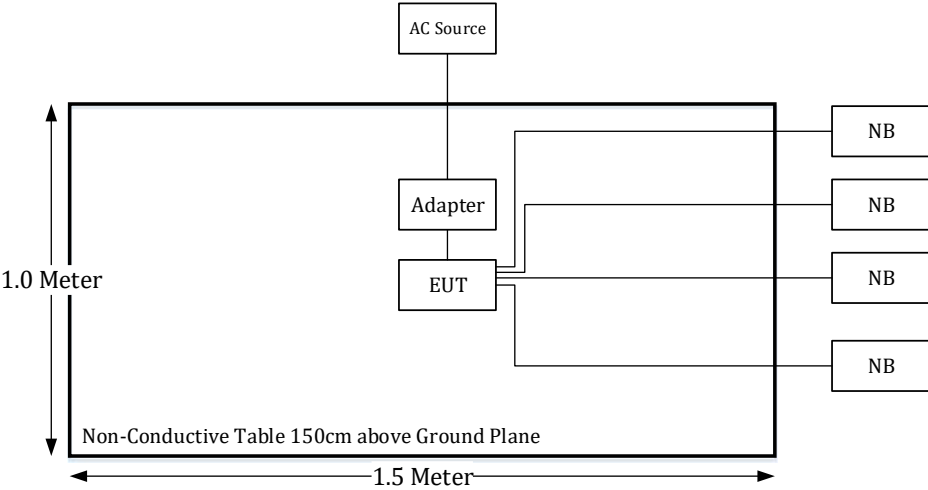 AC Source
NB
Adapter
NB
1.0 Meter
EUT
NB
NB
Non-Conductive Table 150cm above Ground Plane
1.5 Meter